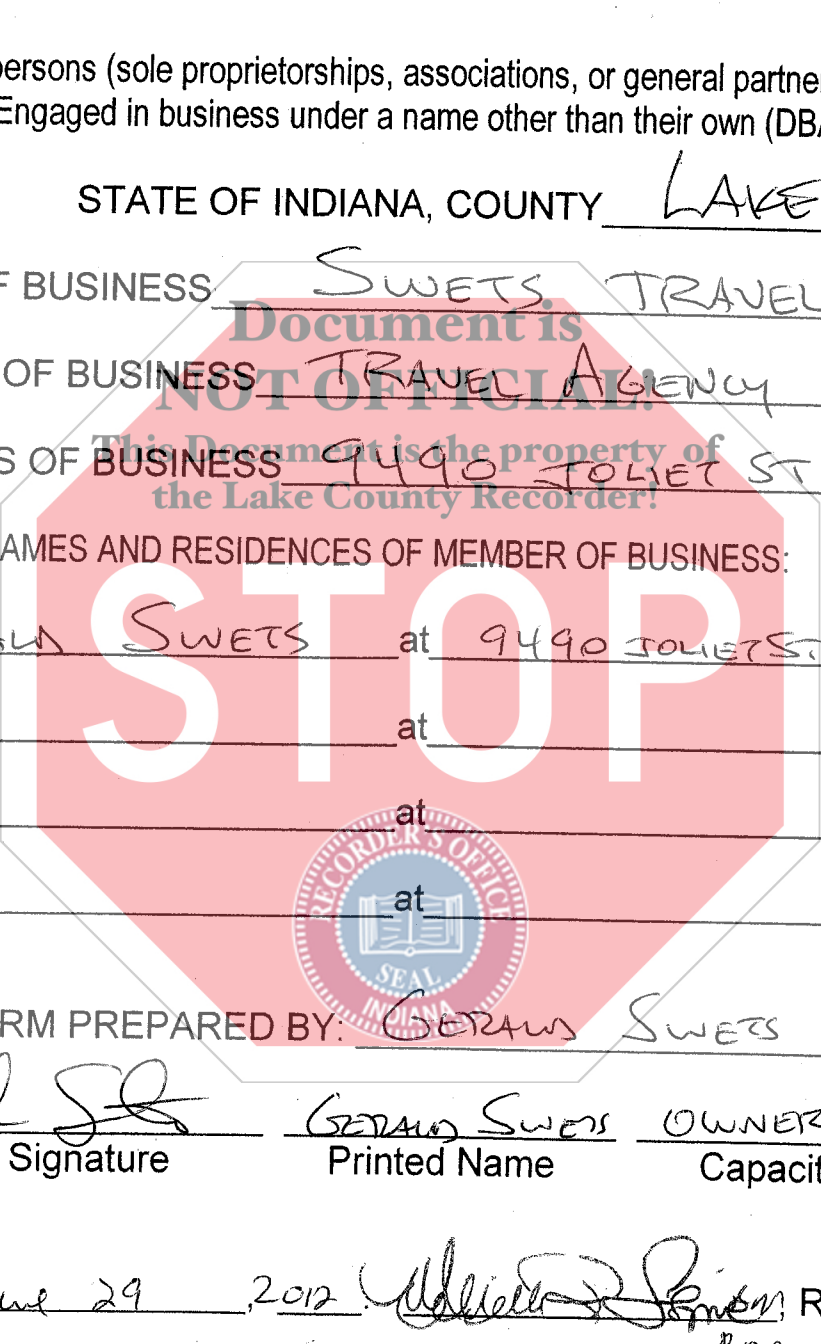 persons (sole proprietorships, associations, or general partne
Engaged in business under a name other than their own (DBA
STATE OF INDIANA, COUNTY LAKE
F BUSINESS SWETS TRAVEL
Document is
OF BUSINESS TRAVEL AGENCY
NOT OFFICIAL!
This Document is the property of
S OF BUSINESS 9490 JOLIET ST
the Lake County Recorder!
AMES AND RESIDENCES OF MEMBER OF BUSINESS:
STOP
SWETS at 9490 JOLIET ST
at
at
at
RECORDER'S OFFICE
SEAL
INDIANA
RM PREPARED BY: GERALD SWETS
GERALD SWETS OWNER
Signature Printed Name Capacit
29, 2012 R